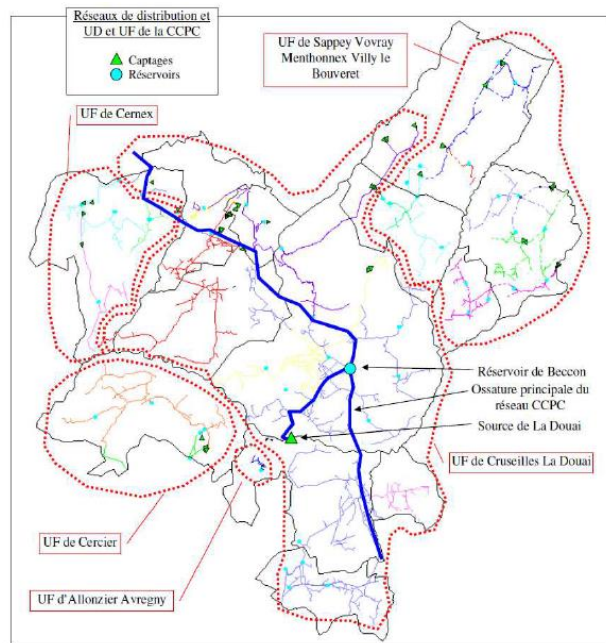 Réseaux de distribution et
UD et UF de la CCPC
Captages
Réservoirs
UF de Sappey Vovray
Menthonnex Villy le
Bouveret
UF de Cernex
Réservoir de Beccon
Ossature principale du
réseau CCPC
Source de La Douai
UF de Cruseilles La Douai
UF de Cercier
UF d'Allonzier Avregny